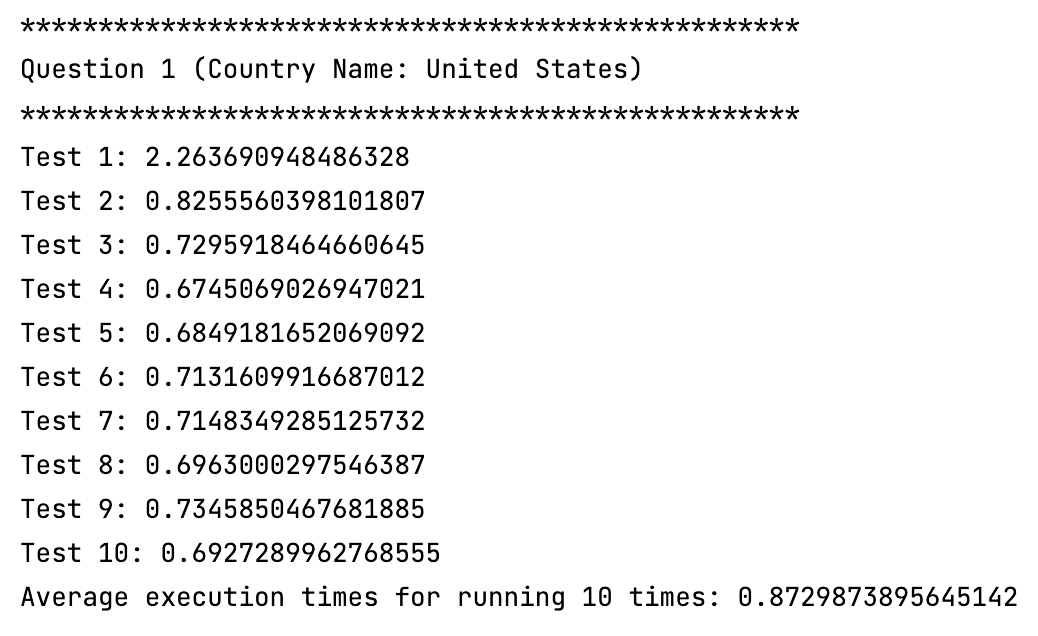 **************************************************
Question 1 (Country Name: United States)
**************************************************
Test 1: 2.263690948486328
Test 2: 0.8255560398101807
Test 3: 0.7295918464660645
Test 4: 0.6745069026947021
Test 5: 0.6849181652069092
Test 6: 0.7131609916687012
Test 7: 0.7148349285125732
Test 8: 0.6963000297546387
Test 9: 0.7345850467681885
Test 10: 0.6927289962768555
Average execution times for running 10 times: 0.8729873895645142